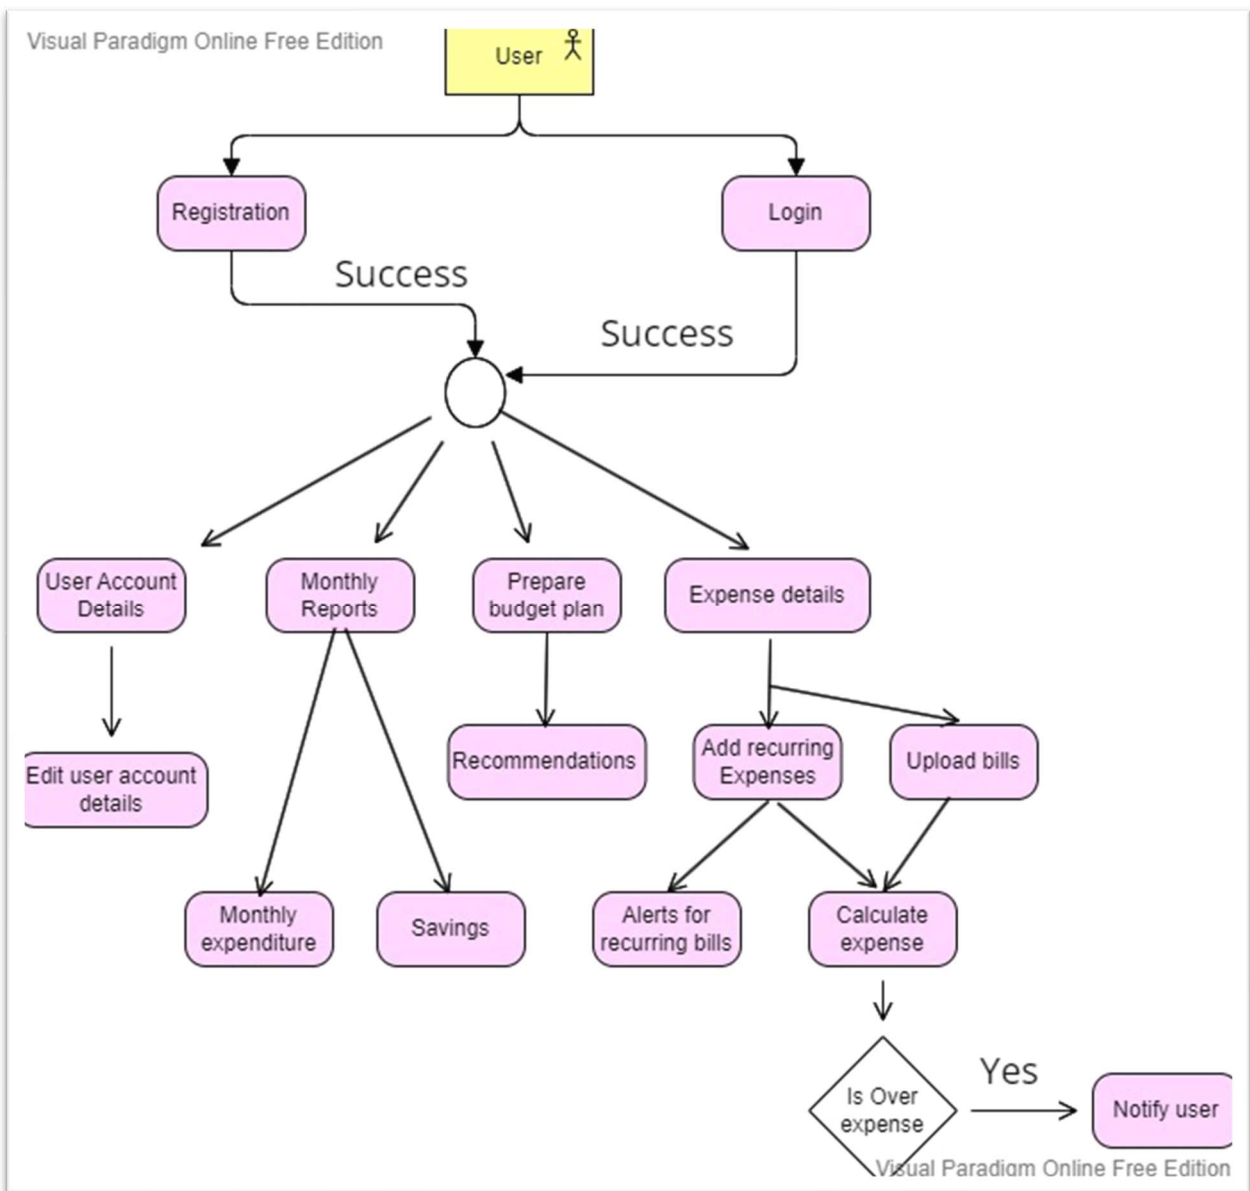 Visual Paradigm Online Free Edition
User
Registration
Login
Success
Success
User Account
Details
Monthly
Reports
Prepare
budget plan
Expense details
Edit user account
details
Recommendations
Add recurring
Expenses
Upload bills
Monthly
expenditure
Savings
Alerts for
recurring bills
Calculate
expense
Yes
Is Over
expense
Notify user
Visual Paradigm Online Free Edition